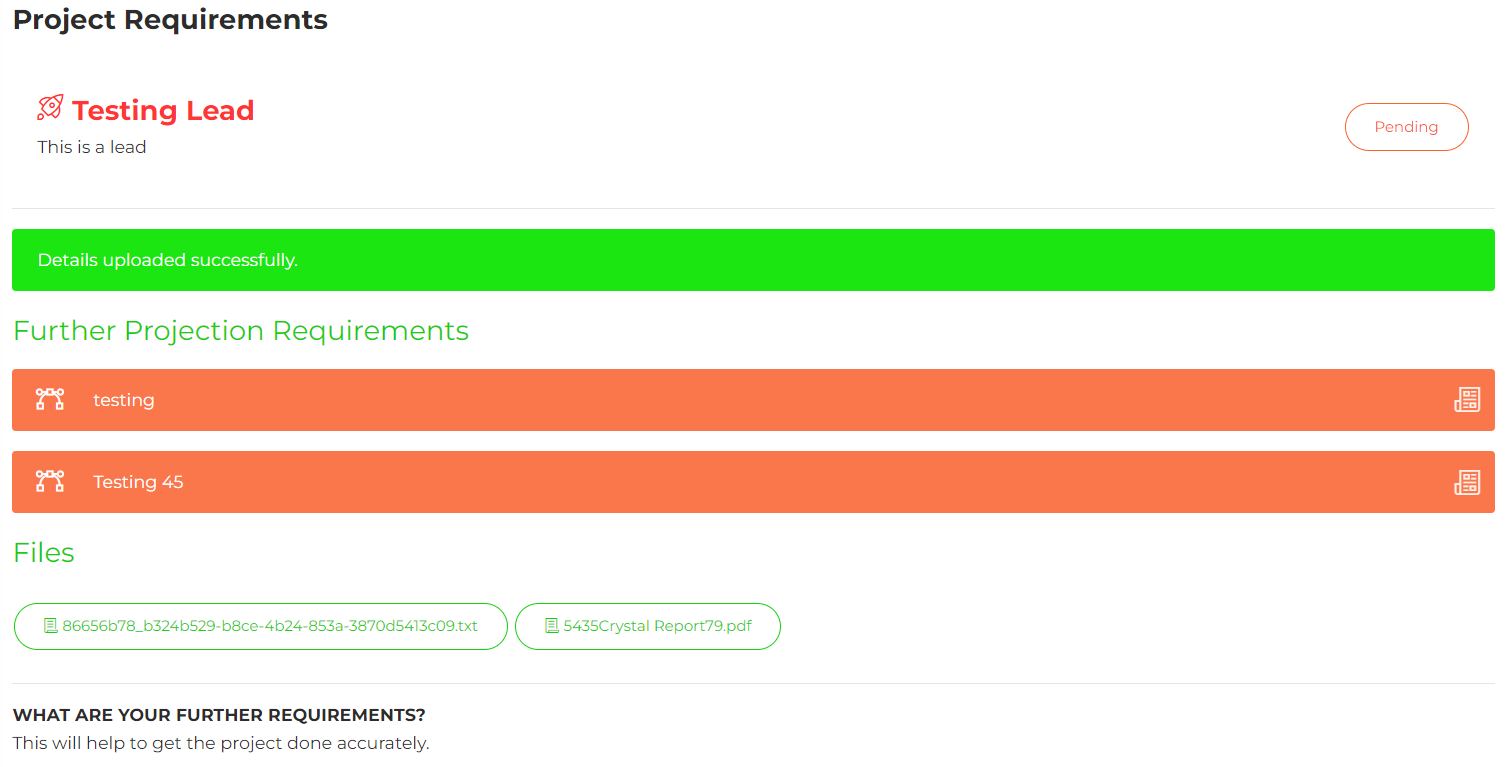 Project Requirements
Testing Lead
Pending
This is a lead
Details uploaded successfully.
Further Projection Requirements
testing
Testing 45
Files
86656b78_b324b529-b8ce-4b24-853a-3870d5413c09.txt 5435Crystal Report79.pdf
WHAT ARE YOUR FURTHER REQUIREMENTS?
This will help to get the project done accurately.